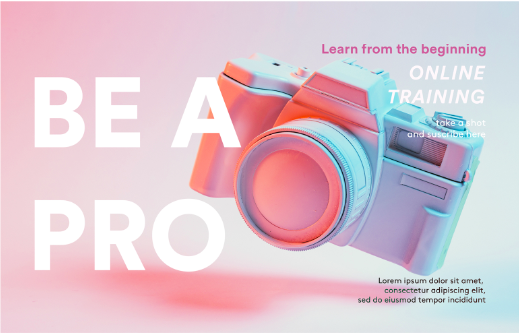 BE A
PRO
Learn from the beginning
ONLINE
TRAINING
take a shot
and suscribe here
Lorem ipsum dolor sit amet,
consectetur adipiscing elit,
sed do eiusmod tempor incididunt